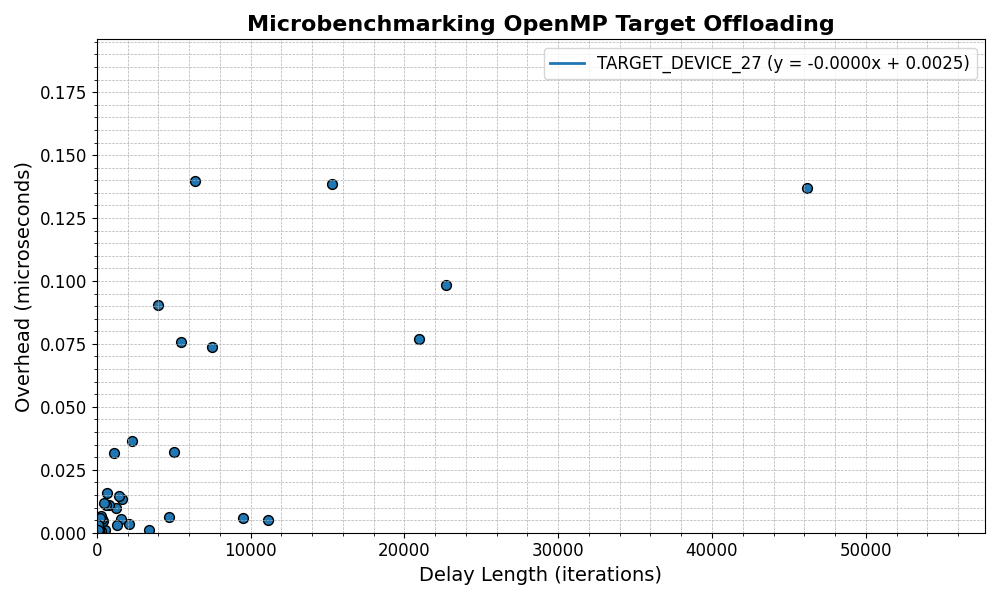 Microbenchmarking OpenMP Target Offloading
TARGET_DEVICE_27 (y = -0.0000x + 0.0025)
Overhead (microseconds)
0.175
0.150
0.125
0.100
0.075
0.050
0.025
0.000
0 10000 20000 30000 40000 50000
Delay Length (iterations)